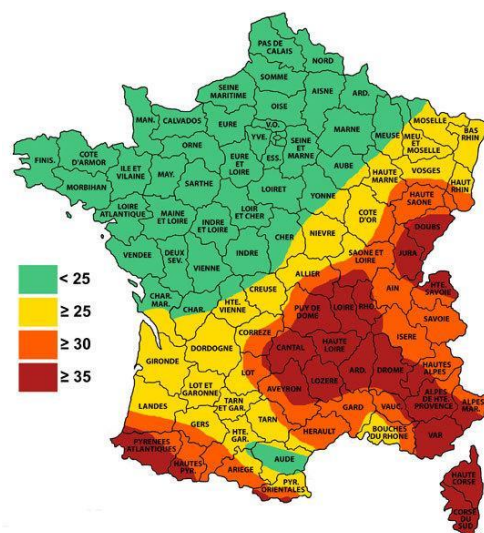 PAS DE
CALAIS
NORD
SOMME
SEINE
MARITIME
AISNE
ARD.
OISE
MAN.
CALVADOS
EURE
V.O.
YVE.
ESS.
SEINE
ET
MARNE
MARNE
MEUSE
MOSELLE
MEU.
ET
MOSELLE
BAS
RHIN
ORNE
FINIS.
COTE
D'ARMOR
ILE ET
VILAINE
MAY.
EURE
ET
LOIRE
AUBE
HAUTE
MARNE
VOSGES
HAUT
RHIN
MORBIHAN
SARTHE
LOIRET
YONNE
HAUTE
SAONE
LOIRE
ATLANTIQUE
MAINE
ET LOIRE
INDRE
ET LOIRE
LOIR
ET CHER
COTE
D'OR
DOUBS
CHER
NIEVRE
JURA
VENDEE
DEUX
SEV.
VIENNE
INDRE
SAONE ET
LOIRE
ALLIER
HTE.
SAVOIE
< 25
CHAR.
MAR.
CHAR.
HTE.
VIENNE
CREUSE
AIN
≥ 25
PUY DE
DOME
LOIRE
RHO.
SAVOIE
≥ 30
CORREZE
ISERE
≥ 35
GIRONDE
DORDOGNE
CANTAL
HAUTE
LOIRE
LOT
HAUTES
ALPES
ARD.
DROME
LOT ET
GARONNE
AVEYRON
LOZERE
ALPES
DE HTE.
PROVENCE
ALPES
MAR.
LANDES
TARN
ET GAR.
GARD
VAUC.
GERS
TARN
HERAULT
BOUCHES
DU RHONE
VAR
HTE.
GAR.
PYRENEES
ATLANTIQUES
HAUTES
PYR.
ARIEGE
AUDE
PYR.
ORIENTALES
HAUTE
CORSE
CORSE
DU SUD